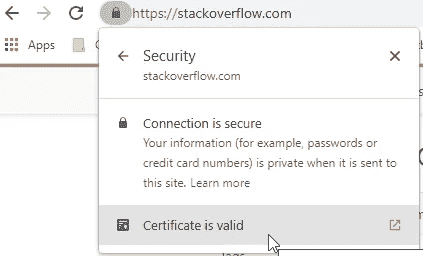 https://stackoverflow.com
Apps
Security
stackoverflow.com
Connection is secure
Your information (for example, passwords or
credit card numbers) is private when it is sent to
this site. Learn more
Certificate is valid